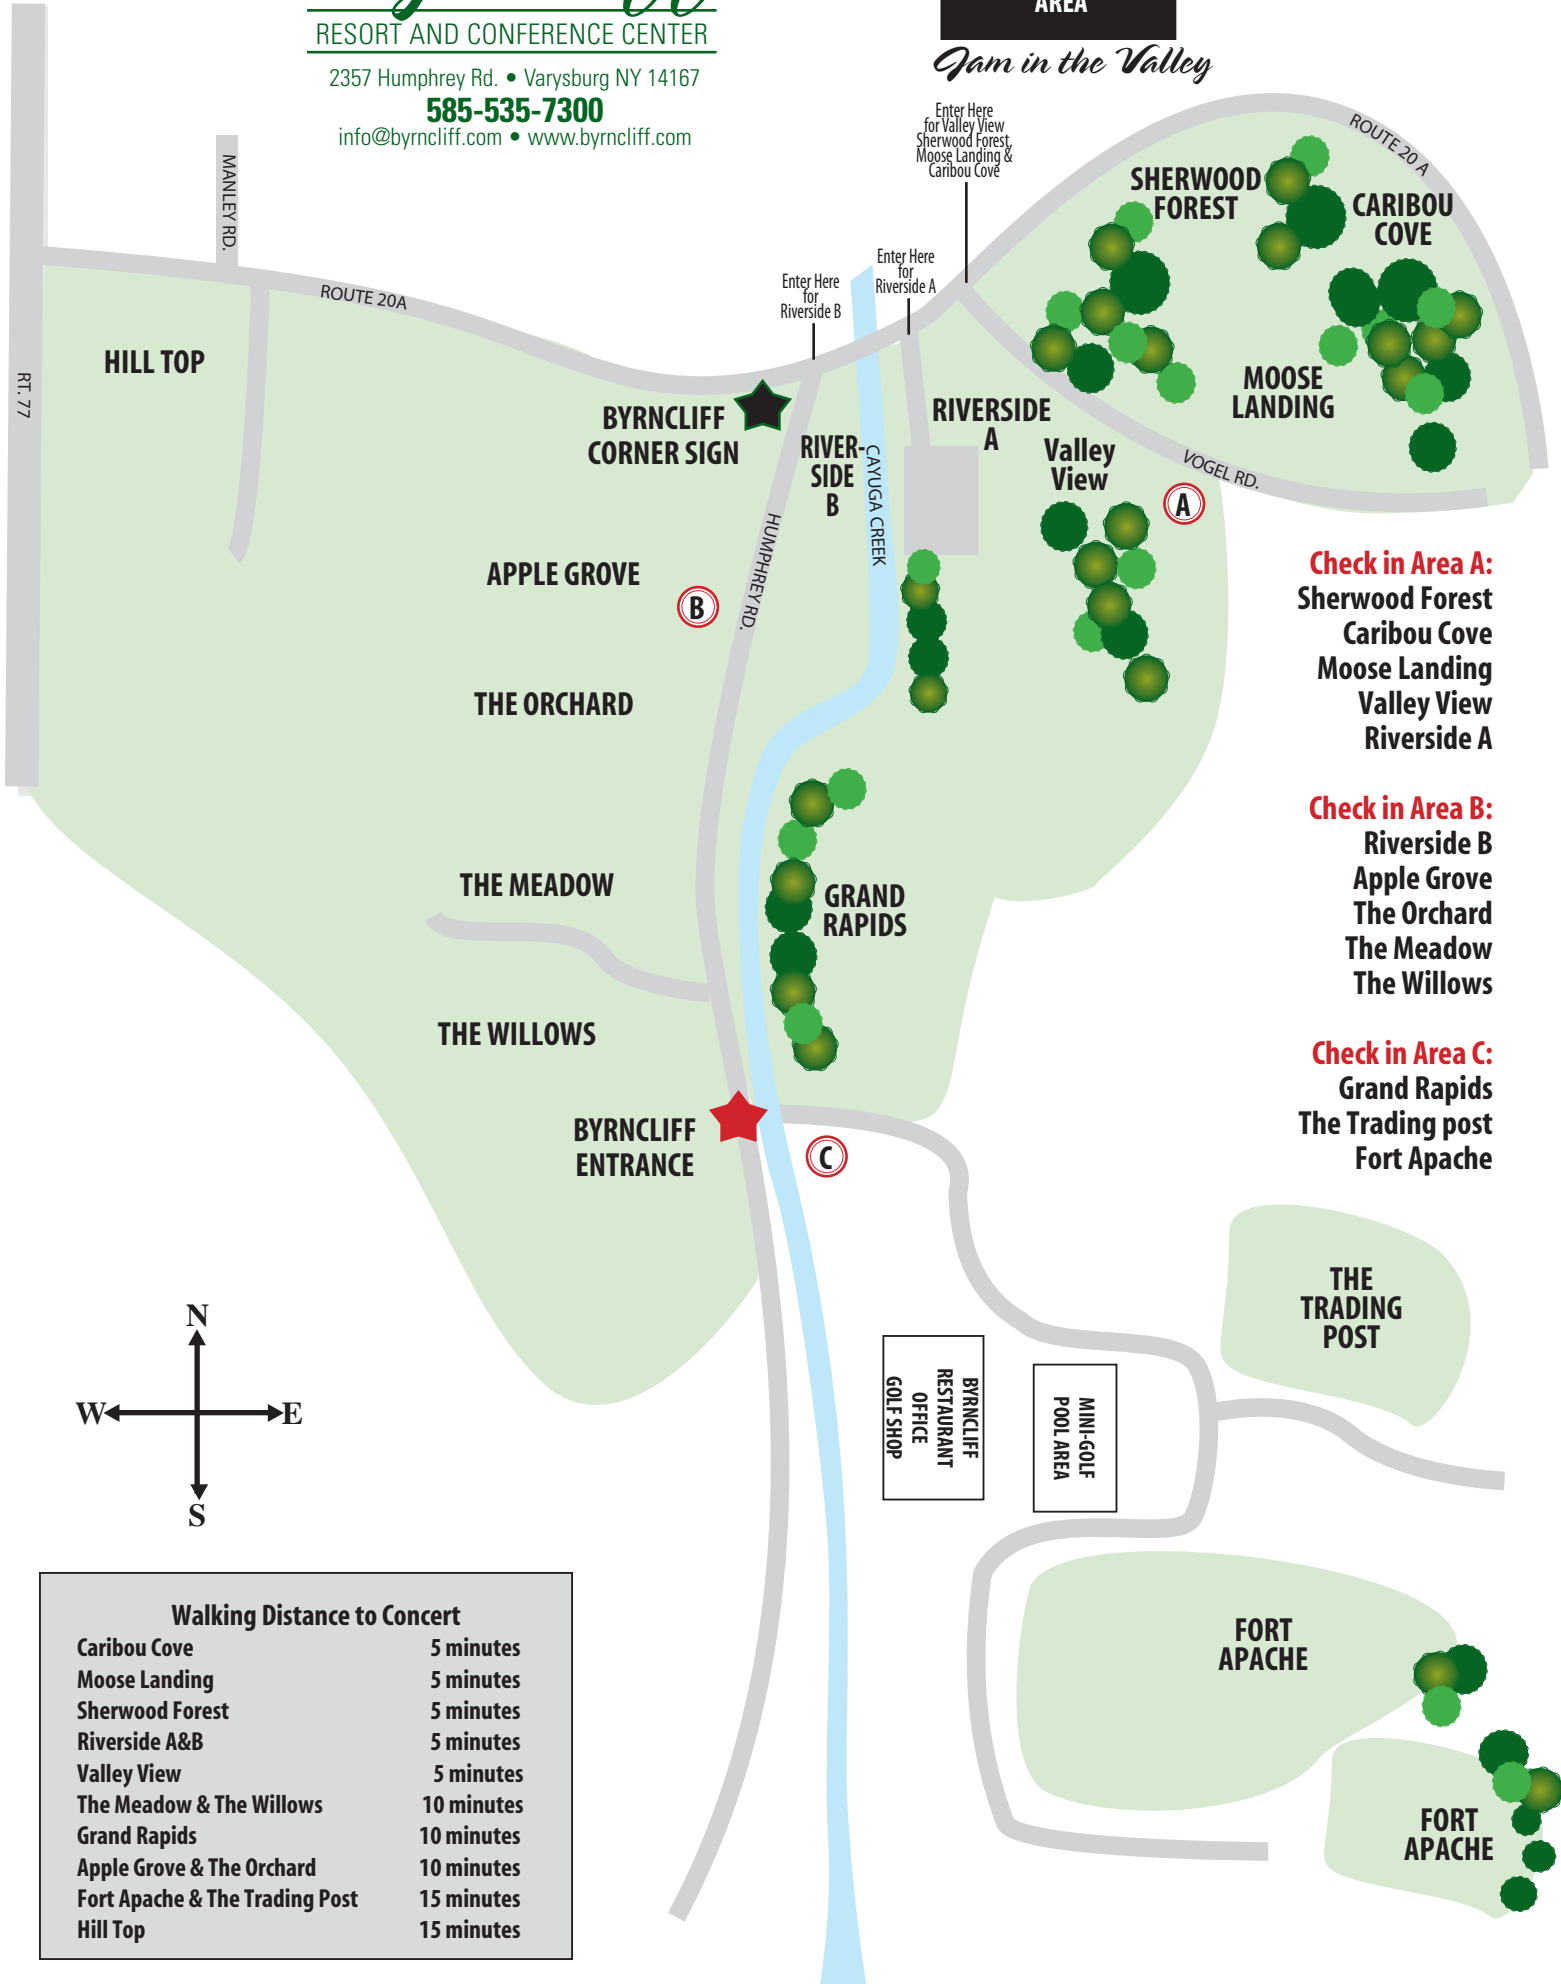 RESORT AND CONFERENCE CENTER
2357 Humphrey Rd. • Varysburg NY 14167
585-535-7300
info@byrncliff.com • www.byrncliff.com
AREA
Jam in the Valley
Enter Here
for Valley View
Sherwood Forest,
Moose Landing &
Caribou Cove
ROUTE 20 A
SHERWOOD
FOREST
CARIBOU
COVE
MANLEY RD.
Enter Here
for
Riverside A
Enter Here
for
Riverside B
ROUTE 20A
HILL TOP
RT. 77
MOOSE
LANDING
BYRNCLIFF
CORNER SIGN
RIVERSIDE
A
RIVER-
SIDE
B
CAYUGA CREEK
Valley
View
VOGEL RD.
A
HUMPHREY RD.
APPLE GROVE
B
THE ORCHARD
THE MEADOW
GRAND
RAPIDS
THE WILLOWS
BYRNCLIFF
ENTRANCE
C
Check in Area A:
Sherwood Forest
Caribou Cove
Moose Landing
Valley View
Riverside A
Check in Area B:
Riverside B
Apple Grove
The Orchard
The Meadow
The Willows
Check in Area C:
Grand Rapids
The Trading post
Fort Apache
THE
TRADING
POST
N
W E
S
BYRNCLIFF
RESTAURANT
OFFICE
GOLF SHOP
MINI-GOLF
POOL AREA
FORT
APACHE
FORT
APACHE
Walking Distance to Concert
Caribou Cove 5 minutes
Moose Landing 5 minutes
Sherwood Forest 5 minutes
Riverside A&B 5 minutes
Valley View 5 minutes
The Meadow & The Willows 10 minutes
Grand Rapids 10 minutes
Apple Grove & The Orchard 10 minutes
Fort Apache & The Trading Post 15 minutes
Hill Top 15 minutes